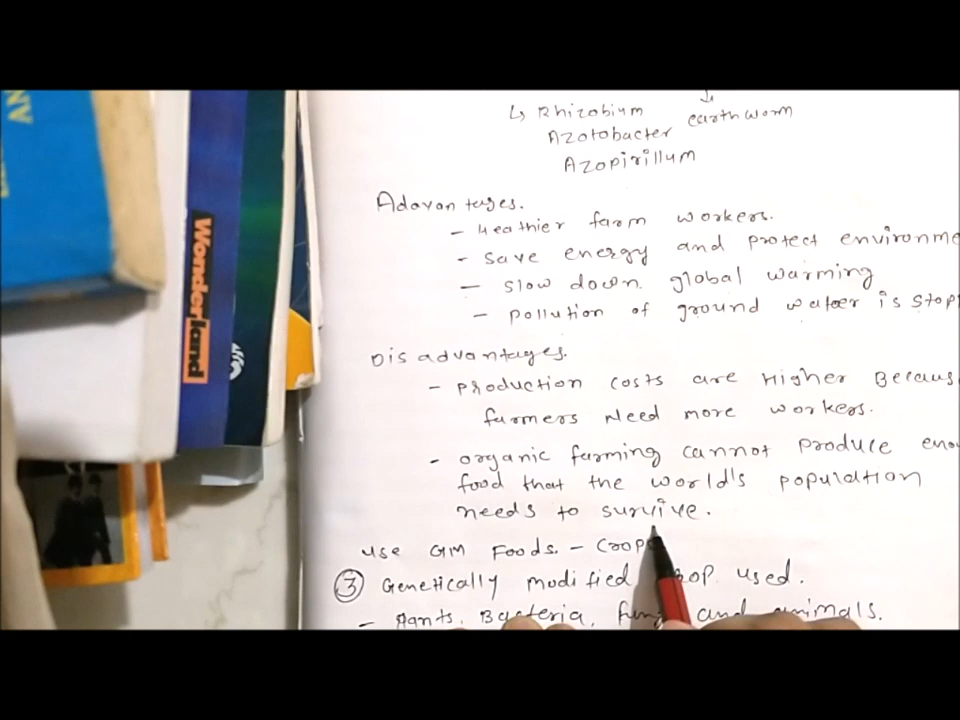 NV
Wonderland
↳ Rhizobium earthworm
Azotobacter
Azopirillum
Adavantages.
- Heathier farm workers.
- save energy and protect environme
- slow down global warming
- pollution of ground water is stop
Disadvantages.
- production costs are Higher Becaus
farmers Need more workers.
- organic farming cannot produce eno
food that the world's population
needs to survive.
use GM Foods. - Crop
③ Genetically modified used.
- Bacteria, and animals.